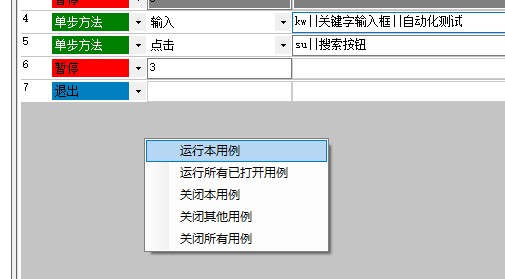 4 单步方法 输入 kw||关键字输入框||自动化测试
5 单步方法 点击 su||搜索按钮
6 暂停 3
7 退出
运行本用例
运行所有已打开用例
关闭本用例
关闭其他用例
关闭所有用例